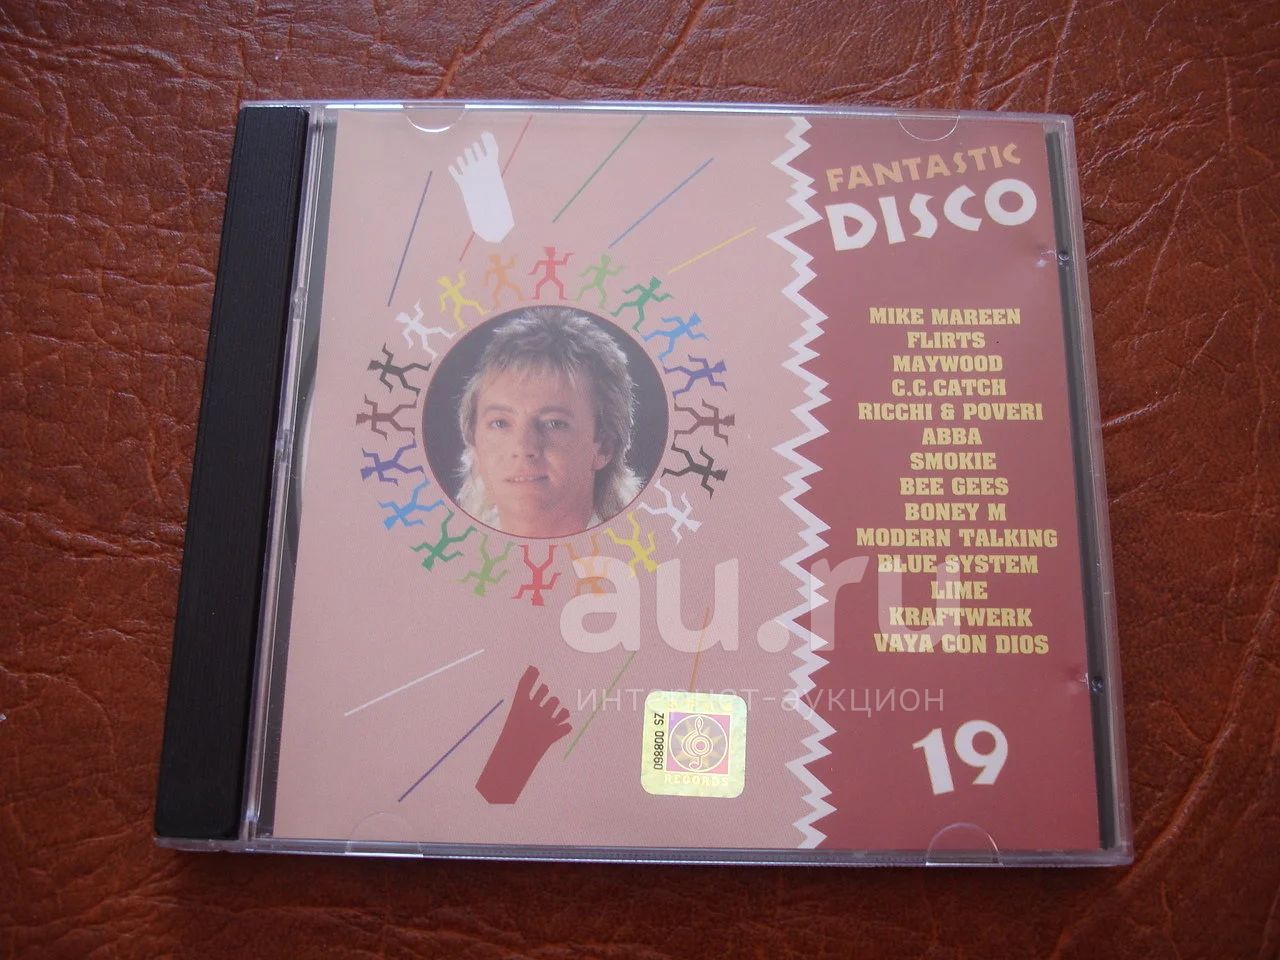 FANTASTIC
DISCO
MIKE MAREEN
FLIRTS
MAYWOOD
C.C.CATCH
RICCHI & POVERI
ABBA
SMOKIE
BEE GEES
BONEY M
MODERN TALKING
BLUE SYSTEM
LIME
KRAFTWERK
VAYA CON DIOS
19
au.ru
интернет-аукцион
ZS 008860
RECORDS